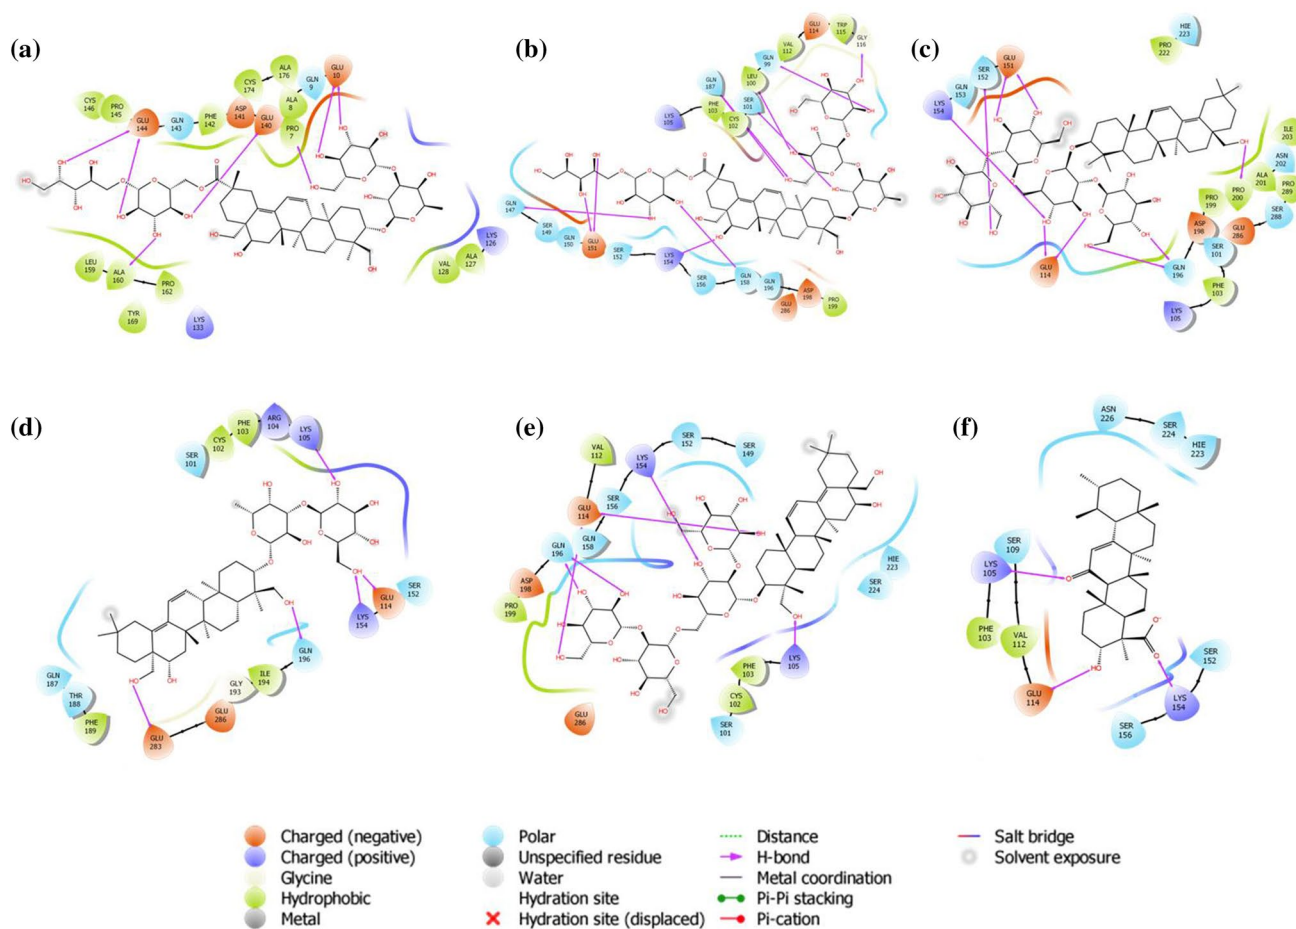 (a)
GLU 10
GLN 9
ALA 176
CYS 174
ALA 8
PRO 7
GLU 140
ASP 141
PHE 142
GLN 143
GLU 144
PRO 145
CYS 146
HO
OH
LYS 126
ALA 127
VAL 128
LEU 159
ALA 160
PRO 162
TYR 169
LYS 133
(b)
GLU 114
TRP 115
GLY 116
VAL 112
GLN 99
LEU 100
SER 101
GLN 187
PHE 103
CYS 102
LYS 105
GLN 147
SER 149
GLN 150
GLU 151
SER 152
LYS 154
SER 156
GLN 158
GLN 196
GLU 286
ASP 198
PRO 199
(c)
HIE 223
PRO 222
GLU 151
SER 152
GLN 153
LYS 154
ILE 203
ASN 202
ALA 201
PRO 200
PRO 289
PRO 199
SER 288
ASP 198
GLU 286
SER 101
GLN 196
PHE 103
LYS 105
GLU 114
(d)
SER 101
CYS 102
PHE 103
ARG 104
LYS 105
SER 152
GLU 114
LYS 154
GLN 196
ILE 194
GLY 193
GLU 286
GLU 283
GLN 187
THR 188
PHE 189
(e)
VAL 112
LYS 154
SER 152
SER 149
SER 156
GLU 114
GLN 158
GLN 196
ASP 198
PRO 199
HIE 223
SER 224
LYS 105
PHE 103
CYS 102
SER 101
GLU 286
(f)
ASN 226
SER 224
HIE 223
SER 109
LYS 105
PHE 103
VAL 112
GLU 114
SER 152
LYS 154
SER 156
Charged (negative)
Charged (positive)
Glycine
Hydrophobic
Metal
Polar
Unspecified residue
Water
Hydration site
Hydration site (displaced)
Distance
H-bond
Metal coordination
Pi-Pi stacking
Pi-cation
Salt bridge
Solvent exposure